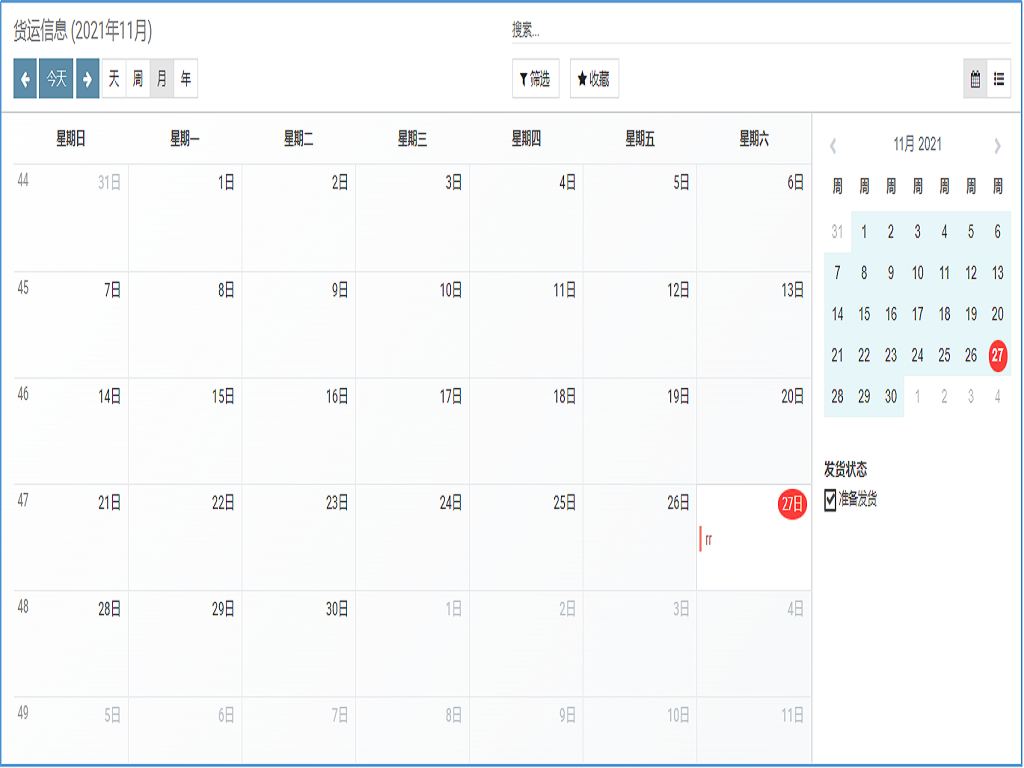 货运信息 (2021年11月)
搜索...
今天 天 周 月 年
筛选 收藏
星期日 星期一 星期二 星期三 星期四 星期五 星期六
44 31日 1日 2日 3日 4日 5日 6日
45 7日 8日 9日 10日 11日 12日 13日
46 14日 15日 16日 17日 18日 19日 20日
47 21日 22日 23日 24日 25日 26日 27日
rr
48 28日 29日 30日 1日 2日 3日 4日
49 5日 6日 7日 8日 9日 10日 11日
11月 2021
周 周 周 周 周 周 周
31 1 2 3 4 5 6
7 8 9 10 11 12 13
14 15 16 17 18 19 20
21 22 23 24 25 26 27
28 29 30 1 2 3 4
发货状态
准备发货